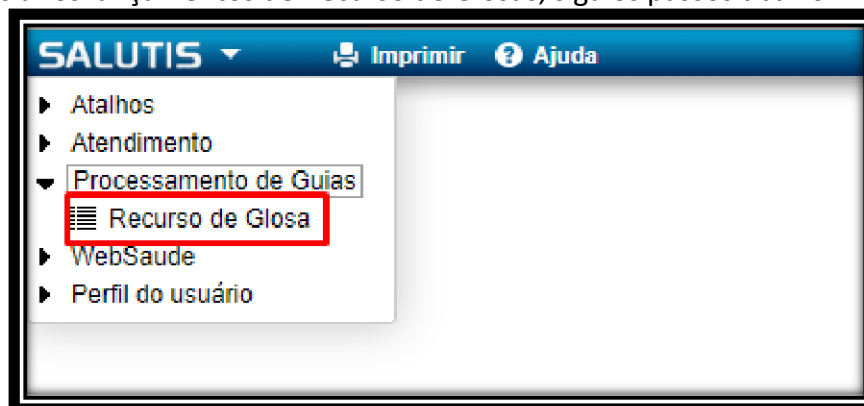 SALUTIS Imprimir Ajuda
Atalhos
Atendimento
Processamento de Guias
Recurso de Glosa
WebSaude
Perfil do usuário